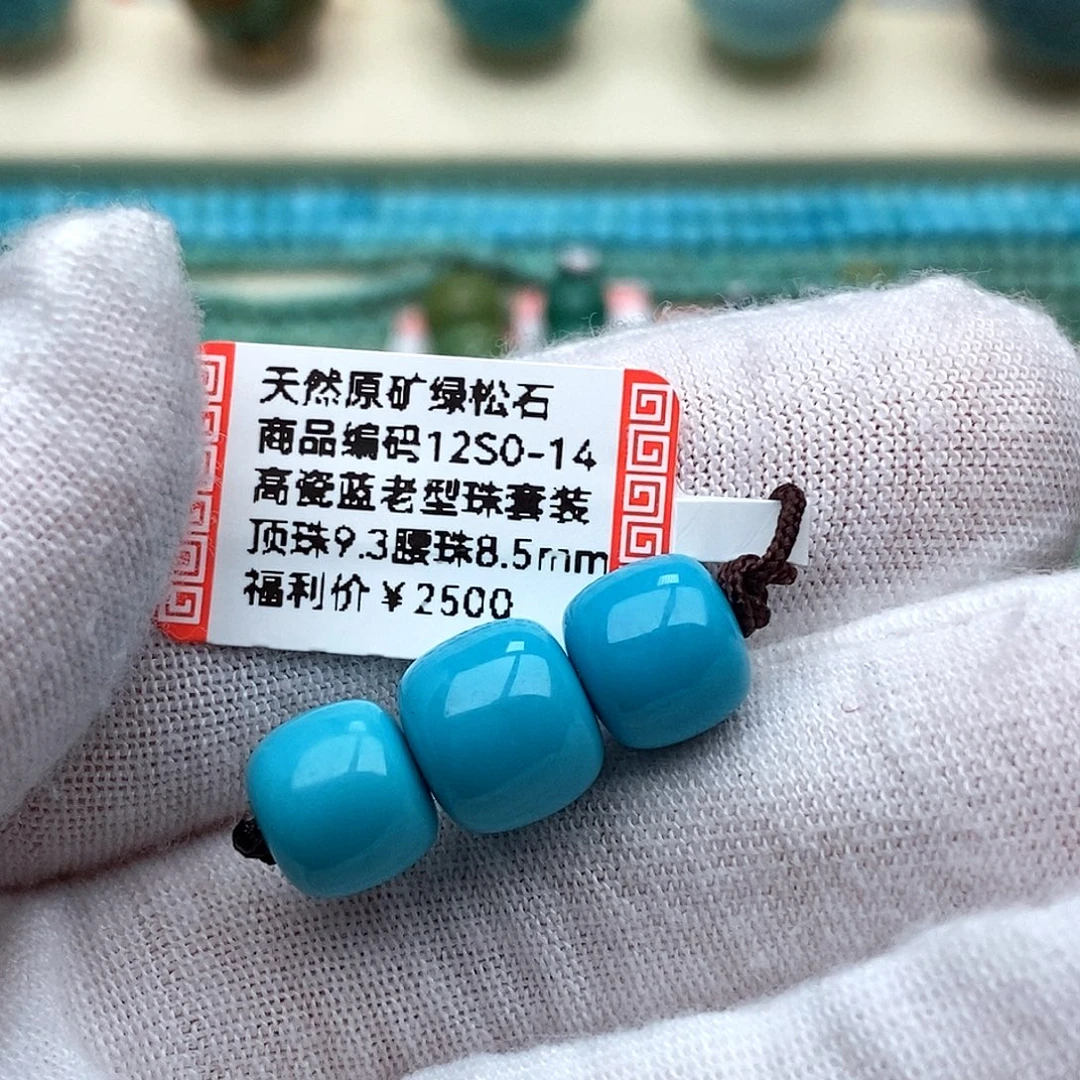 天然原矿绿松石
商品编码12S0-14
高瓷蓝老型珠套装
顶珠9.3腰珠8.5mm
福利价￥2500